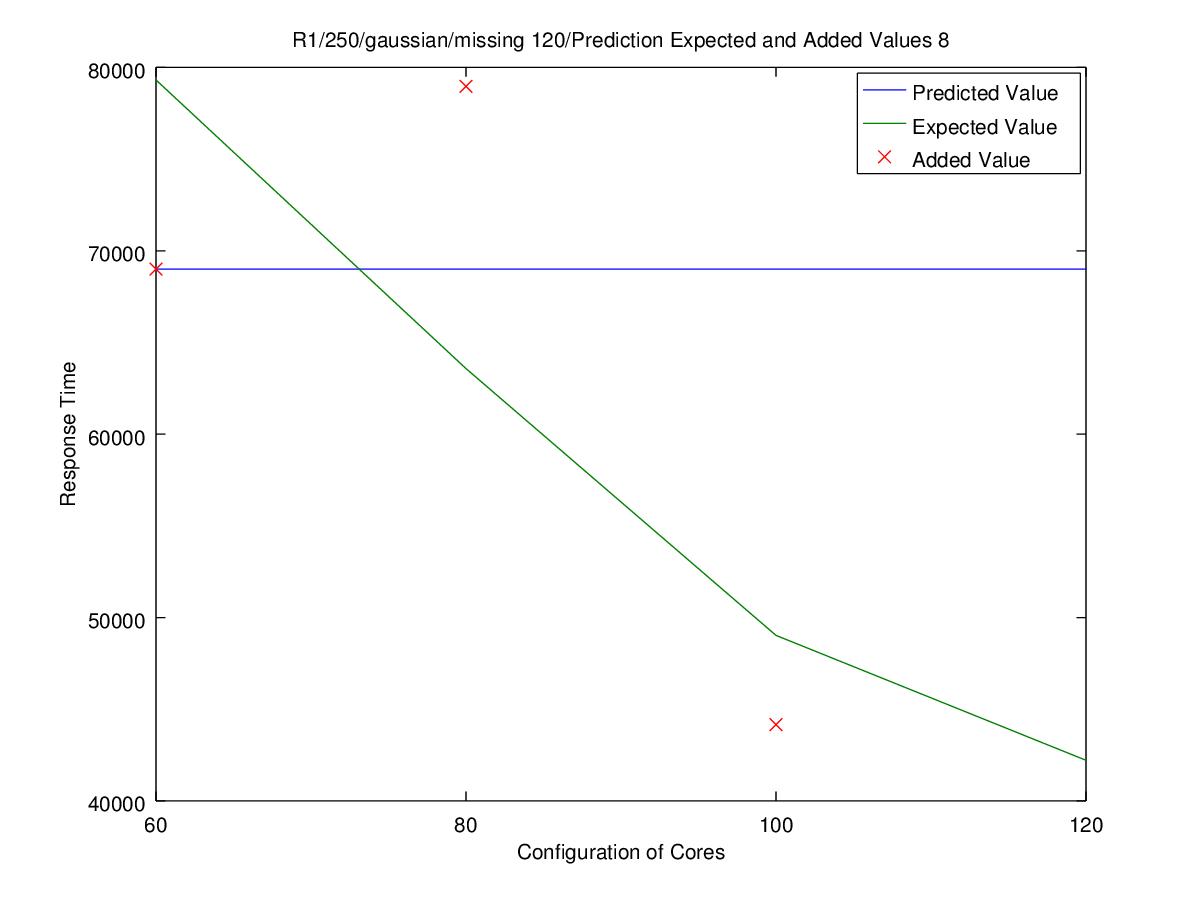 R1/250/gaussian/missing 120/Prediction Expected and Added Values 8
80000
70000
60000
50000
40000
Response Time
Predicted Value
Expected Value
Added Value
60 80 100 120
Configuration of Cores